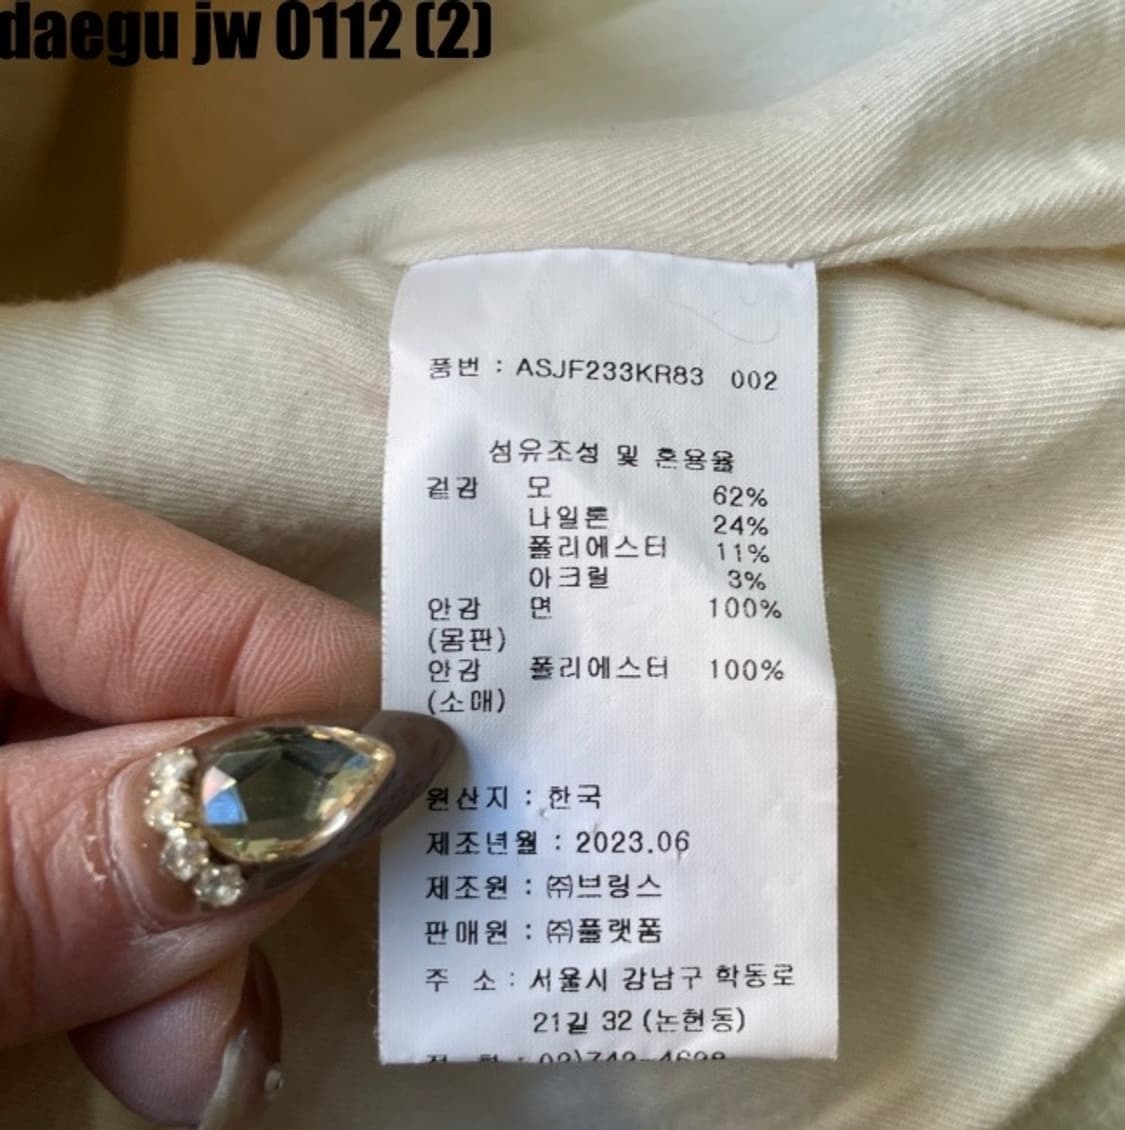 daegu jw 0112 (2)
품번 : ASJF233KR83 002
섬유조성 및 혼용율
겉감 모 62%
나일론 24%
폴리에스터 11%
아크릴 3%
안감 면 100%
(몸판)
안감 폴리에스터 100%
(소매)
원산지 : 한국
제조년월 : 2023.06
제조원 : ㈜브링스
판매원 : ㈜플랫폼
주 소 : 서울시 강남구 학동로
21길 32 (논현동)